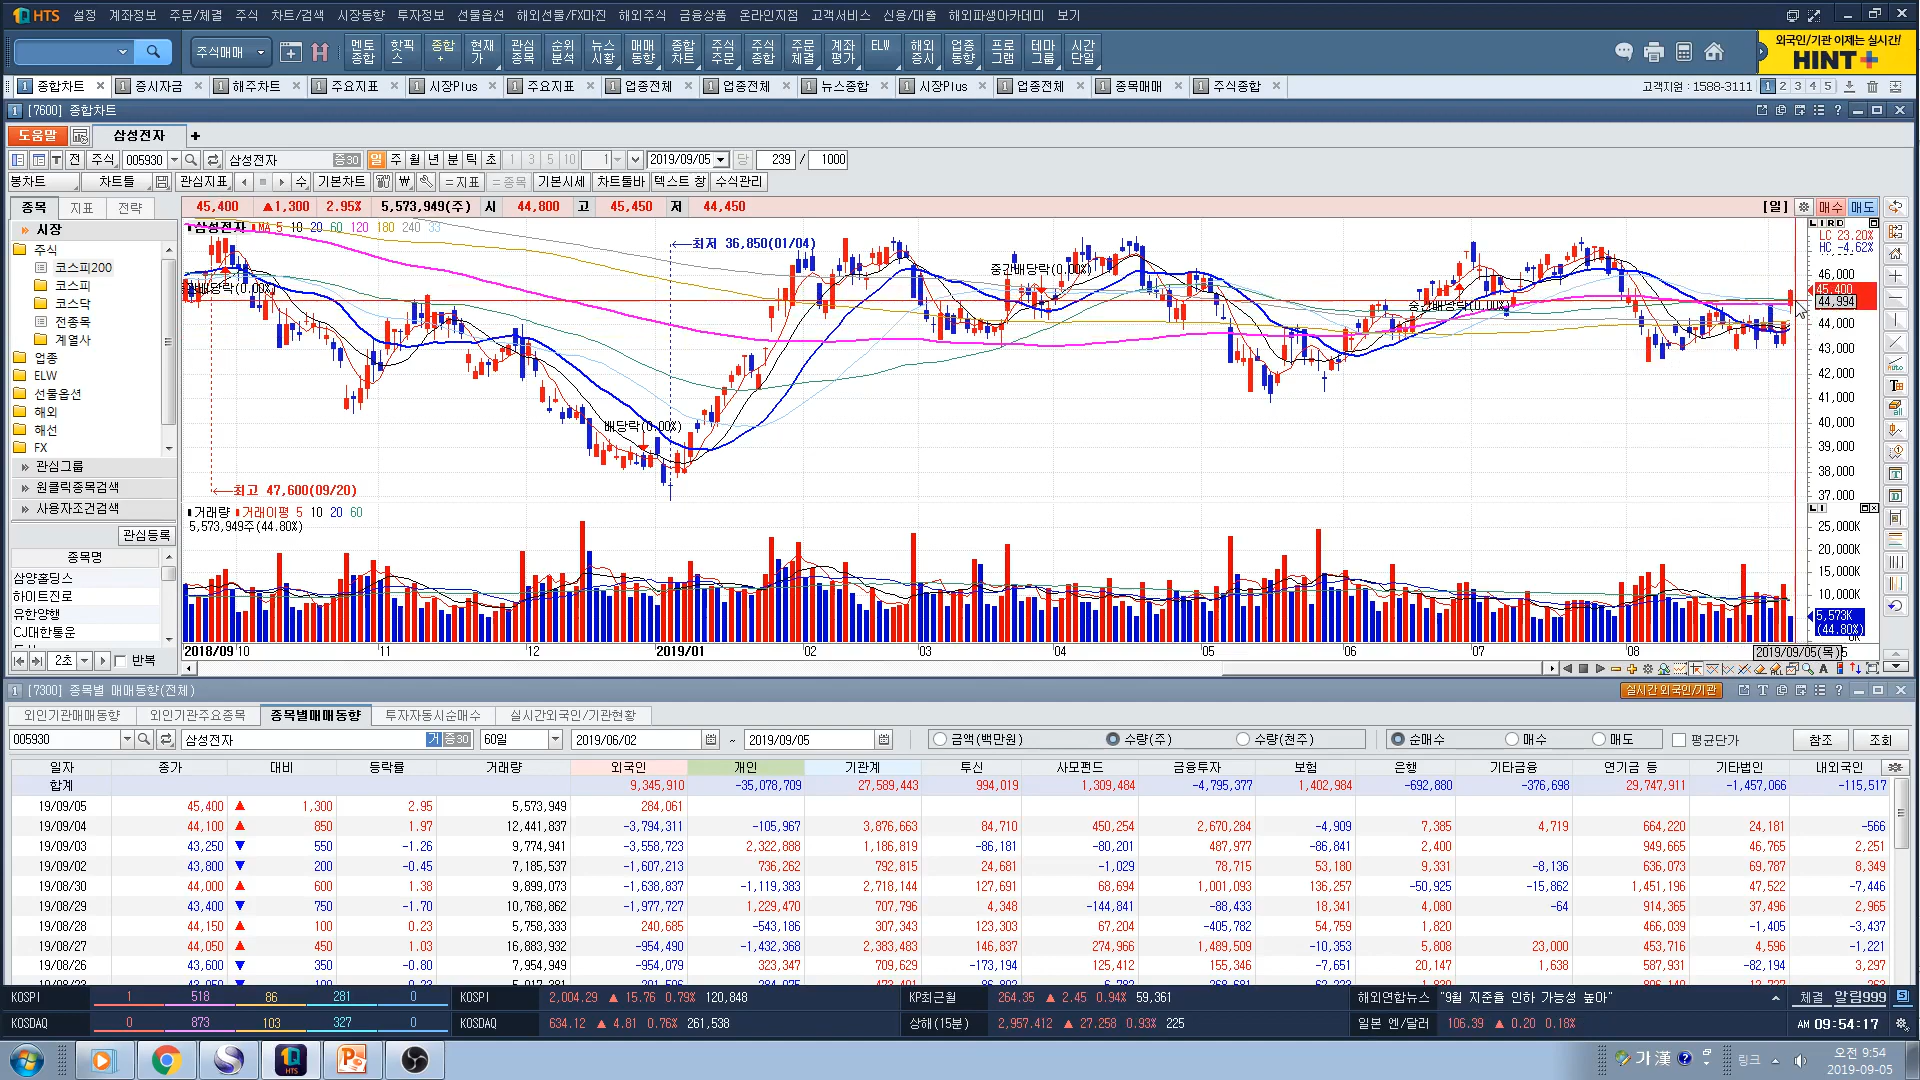 HTS 설정 계좌정보 주문/체결 주식 차트/검색 시장동향 투자정보 선물옵션 해외선물/FX마진 해외주식 금융상품 온라인지점 고객서비스 신용/대출 해외파생아카데미 보기
주식매매 멘토종합 핫픽스 종합+ 현재가 관심종목 순위분석 뉴스시황 매매동향 종합차트 주식주문 주식종합 주문체결 계좌평가 ELW 해외증시 업종동향 프로그램 테마그룹 시간단일
외국인/기관 이제는 실시간!
HINT+
1 종합차트 1 증시자금 1 해주차트 1 주요지표 1 시장Plus 1 주요지표 1 업종전체 1 업종전체 1 뉴스종합 1 시장Plus 1 업종전체 1 종목매매 1 주식종합 고객지원 : 1588-3111 1 2 3 4 5
1 [7600] 종합차트
도움말 삼성전자 +
T 전 주식 005930 삼성전자 증30 일 주 월 년 분 틱 초 1 3 5 10 1 2019/09/05 당 239 / 1000
봉차트 차트틀 관심지표 수 기본차트 ₩ =지표 =종목 기본시세 차트툴바 텍스트 창 수식관리
종목 지표 전략
45,400 ▲1,300 2.95% 5,573,949(주) 시 44,800 고 45,450 저 44,450 [일] 매수 매도
시장
주식
코스피200
코스피
코스닥
전종목
계열사
업종
ELW
선물옵션
해외
해선
FX
관심그룹
원클릭종목검색
사용자조건검색
관심등록
종목명
삼양홀딩스
하이트진로
유한양행
CJ대한통운
2초 반복
삼성전자 MA 5 10 20 60 120 180 240 33
최저 36,850(01/04)
중간배당락(0.00%)
배당락(0.00%)
최고 47,600(09/20)
LC 23.20%
HC -4.62%
46,000
45,400
44,994
44,000
43,000
42,000
41,000
40,000
39,000
38,000
37,000
거래량 거래이평 5 10 20 60
5,573,949주(44.80%)
25,000K
20,000K
15,000K
10,000K
5,573K
(44.80%)
2018/09 10 11 12 2019/01 02 03 04 05 06 07 08 2019/09/05(목)
1 [7300] 종목별 매매동향(전체) 실시간 외국인/기관
외인기관매매동향 외인기관주요종목 종목별매매동향 투자자동시순매수 실시간외국인/기관현황
005930 삼성전자 거 증30 60일 2019/06/02 ~ 2019/09/05 금액(백만원) 수량(주) 수량(천주) 순매수 매수 매도 평균단가 참조 조회
일자 종가 대비 등락률 거래량 외국인 개인 기관계 투신 사모펀드 금융투자 보험 은행 기타금융 연기금 등 기타법인 내외국인
합계 9,345,910 -35,078,709 27,589,443 994,019 1,309,484 -4,795,377 1,402,984 -692,880 -376,698 29,747,911 -1,457,066 -115,517
19/09/05 45,400 ▲ 1,300 2.95 5,573,949 284,061
19/09/04 44,100 ▲ 850 1.97 12,441,837 -3,794,311 -105,967 3,876,663 84,710 450,254 2,670,284 -4,909 7,385 4,719 664,220 24,181 -566
19/09/03 43,250 ▼ 550 -1.26 9,774,941 -3,558,723 2,322,888 1,186,819 -86,181 -80,201 487,977 -86,841 2,400 949,665 46,765 2,251
19/09/02 43,800 ▼ 200 -0.45 7,185,537 -1,607,213 736,262 792,815 24,681 -1,029 78,715 53,180 9,331 -8,136 636,073 69,787 8,349
19/08/30 44,000 ▲ 600 1.38 9,899,073 -1,638,837 -1,119,383 2,718,144 127,691 68,694 1,001,093 136,257 -50,925 -15,862 1,451,196 47,522 -7,446
19/08/29 43,400 ▼ 750 -1.70 10,768,862 -1,977,727 1,229,470 707,796 4,348 -144,841 -88,433 18,341 4,080 -64 914,365 37,496 2,965
19/08/28 44,150 ▲ 100 0.23 5,758,333 240,685 -543,186 307,343 123,303 67,204 -405,782 54,759 1,820 466,039 -1,405 -3,437
19/08/27 44,050 ▲ 450 1.03 16,883,932 -954,490 -1,432,368 2,383,483 146,837 274,966 1,489,509 -10,353 5,808 23,000 453,716 4,596 -1,221
19/08/26 43,600 ▼ 350 -0.80 7,954,949 -954,079 323,347 709,629 -173,194 125,412 155,346 -7,651 20,147 1,638 587,931 -82,194 3,297
KOSPI 1 518 86 281 0 KOSPI 2,004.29 ▲ 15.76 0.79% 120,848 KP최근월 264.35 ▲ 2.45 0.94% 59,361 해외연합뉴스 "9월 지준율 인하 가능성 높아" 체결 알림999
KOSDAQ 0 873 103 327 0 KOSDAQ 634.12 ▲ 4.81 0.76% 261,538 상해(15분) 2,957.412 ▲ 27.258 0.93% 225 일본 엔/달러 106.39 ▲ 0.20 0.18% AM 09:54:17
가 漢 링크 오전 9:54
2019-09-05